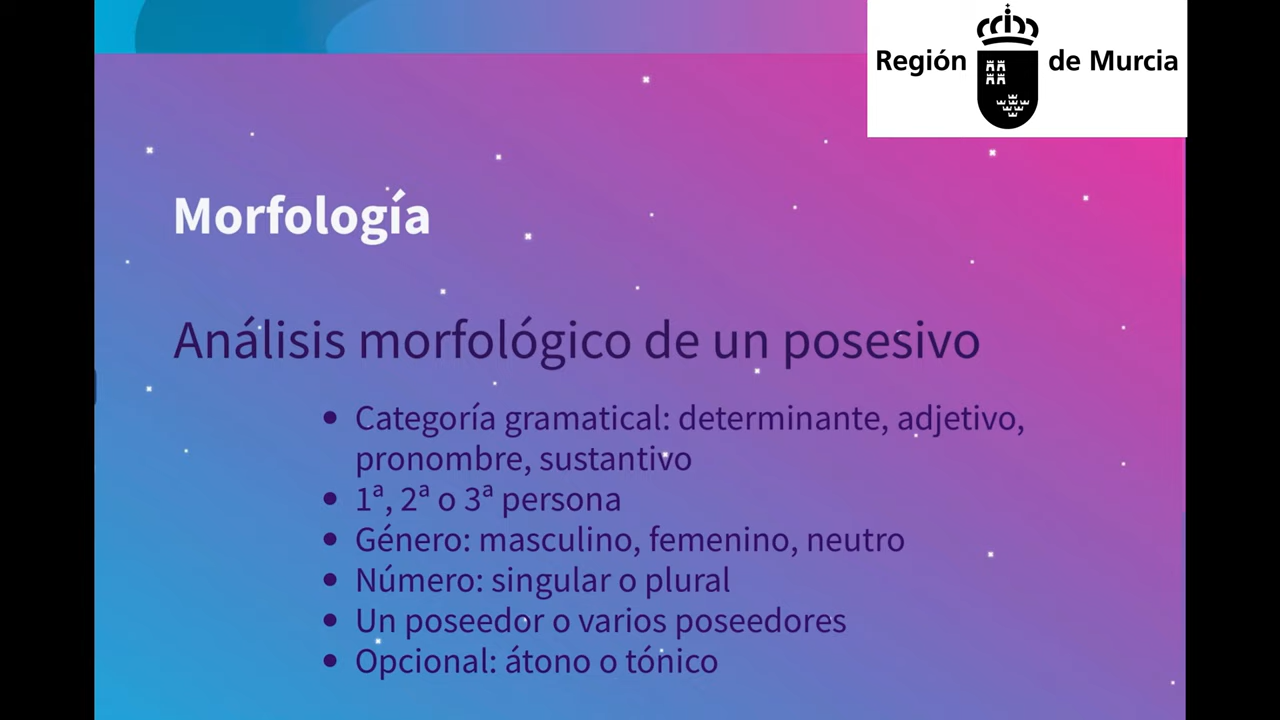 Región de Murcia
Morfología
Análisis morfológico de un posesivo
• Categoría gramatical: determinante, adjetivo,
pronombre, sustantivo
• 1ª, 2ª o 3ª persona
• Género: masculino, femenino, neutro
• Número: singular o plural
• Un poseedor o varios poseedores
• Opcional: átono o tónico